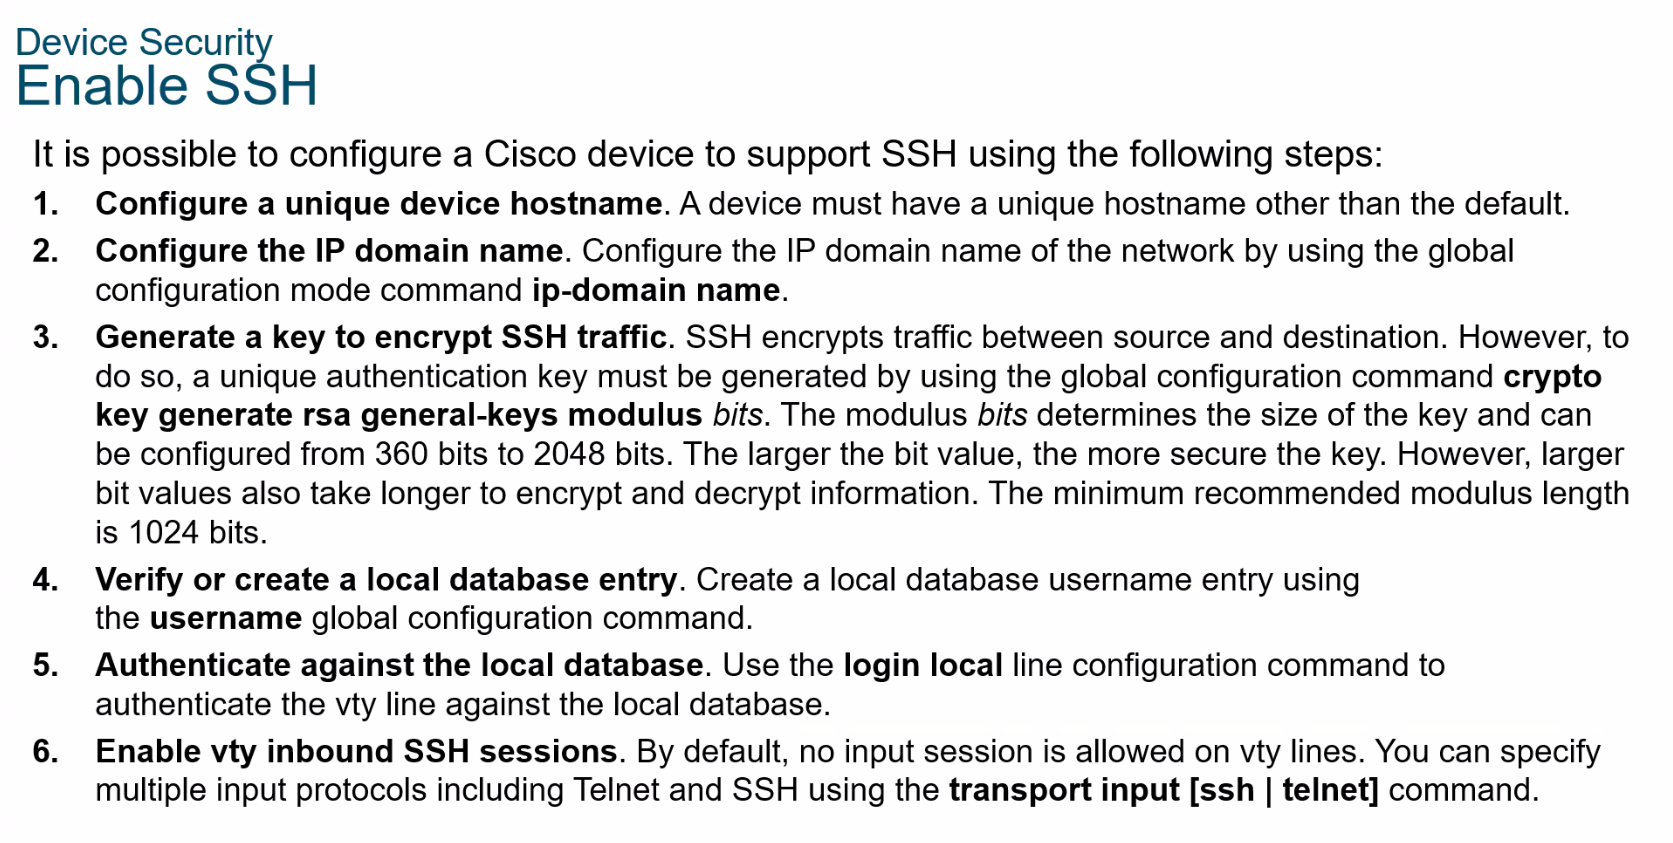 Device Security
Enable SSH
It is possible to configure a Cisco device to support SSH using the following steps:
1. Configure a unique device hostname. A device must have a unique hostname other than the default.
2. Configure the IP domain name. Configure the IP domain name of the network by using the global
configuration mode command ip-domain name.
3. Generate a key to encrypt SSH traffic. SSH encrypts traffic between source and destination. However, to
do so, a unique authentication key must be generated by using the global configuration command crypto
key generate rsa general-keys modulus bits. The modulus bits determines the size of the key and can
be configured from 360 bits to 2048 bits. The larger the bit value, the more secure the key. However, larger
bit values also take longer to encrypt and decrypt information. The minimum recommended modulus length
is 1024 bits.
4. Verify or create a local database entry. Create a local database username entry using
the username global configuration command.
5. Authenticate against the local database. Use the login local line configuration command to
authenticate the vty line against the local database.
6. Enable vty inbound SSH sessions. By default, no input session is allowed on vty lines. You can specify
multiple input protocols including Telnet and SSH using the transport input [ssh | telnet] command.